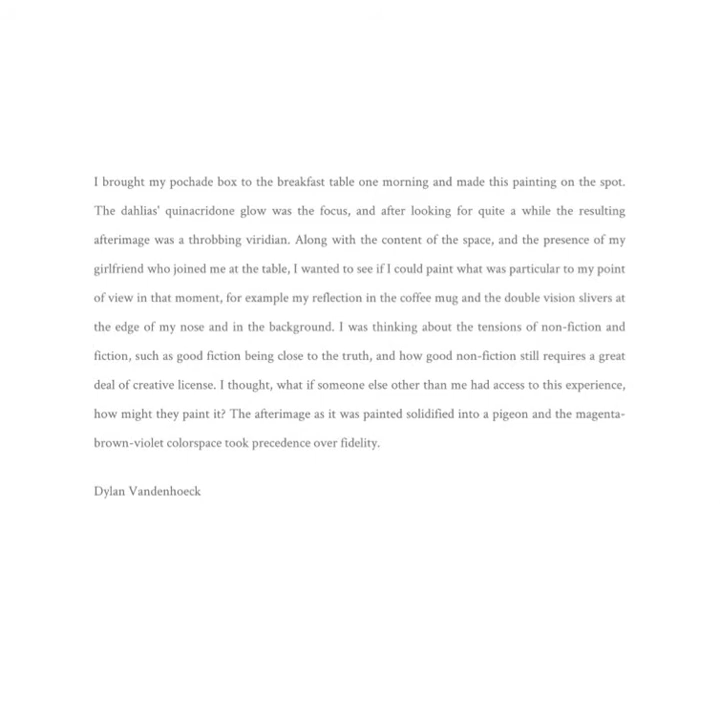 I brought my pochade box to the breakfast table one morning and made this painting on the spot.
The dahlias' quinacridone glow was the focus, and after looking for quite a while the resulting
afterimage was a throbbing viridian. Along with the content of the space, and the presence of my
girlfriend who joined me at the table, I wanted to see if I could paint what was particular to my point
of view in that moment, for example my reflection in the coffee mug and the double vision slivers at
the edge of my nose and in the background. I was thinking about the tensions of non-fiction and
fiction, such as good fiction being close to the truth, and how good non-fiction still requires a great
deal of creative license. I thought, what if someone else other than me had access to this experience,
how might they paint it? The afterimage as it was painted solidified into a pigeon and the magenta-
brown-violet colorspace took precedence over fidelity.
Dylan Vandenhoeck